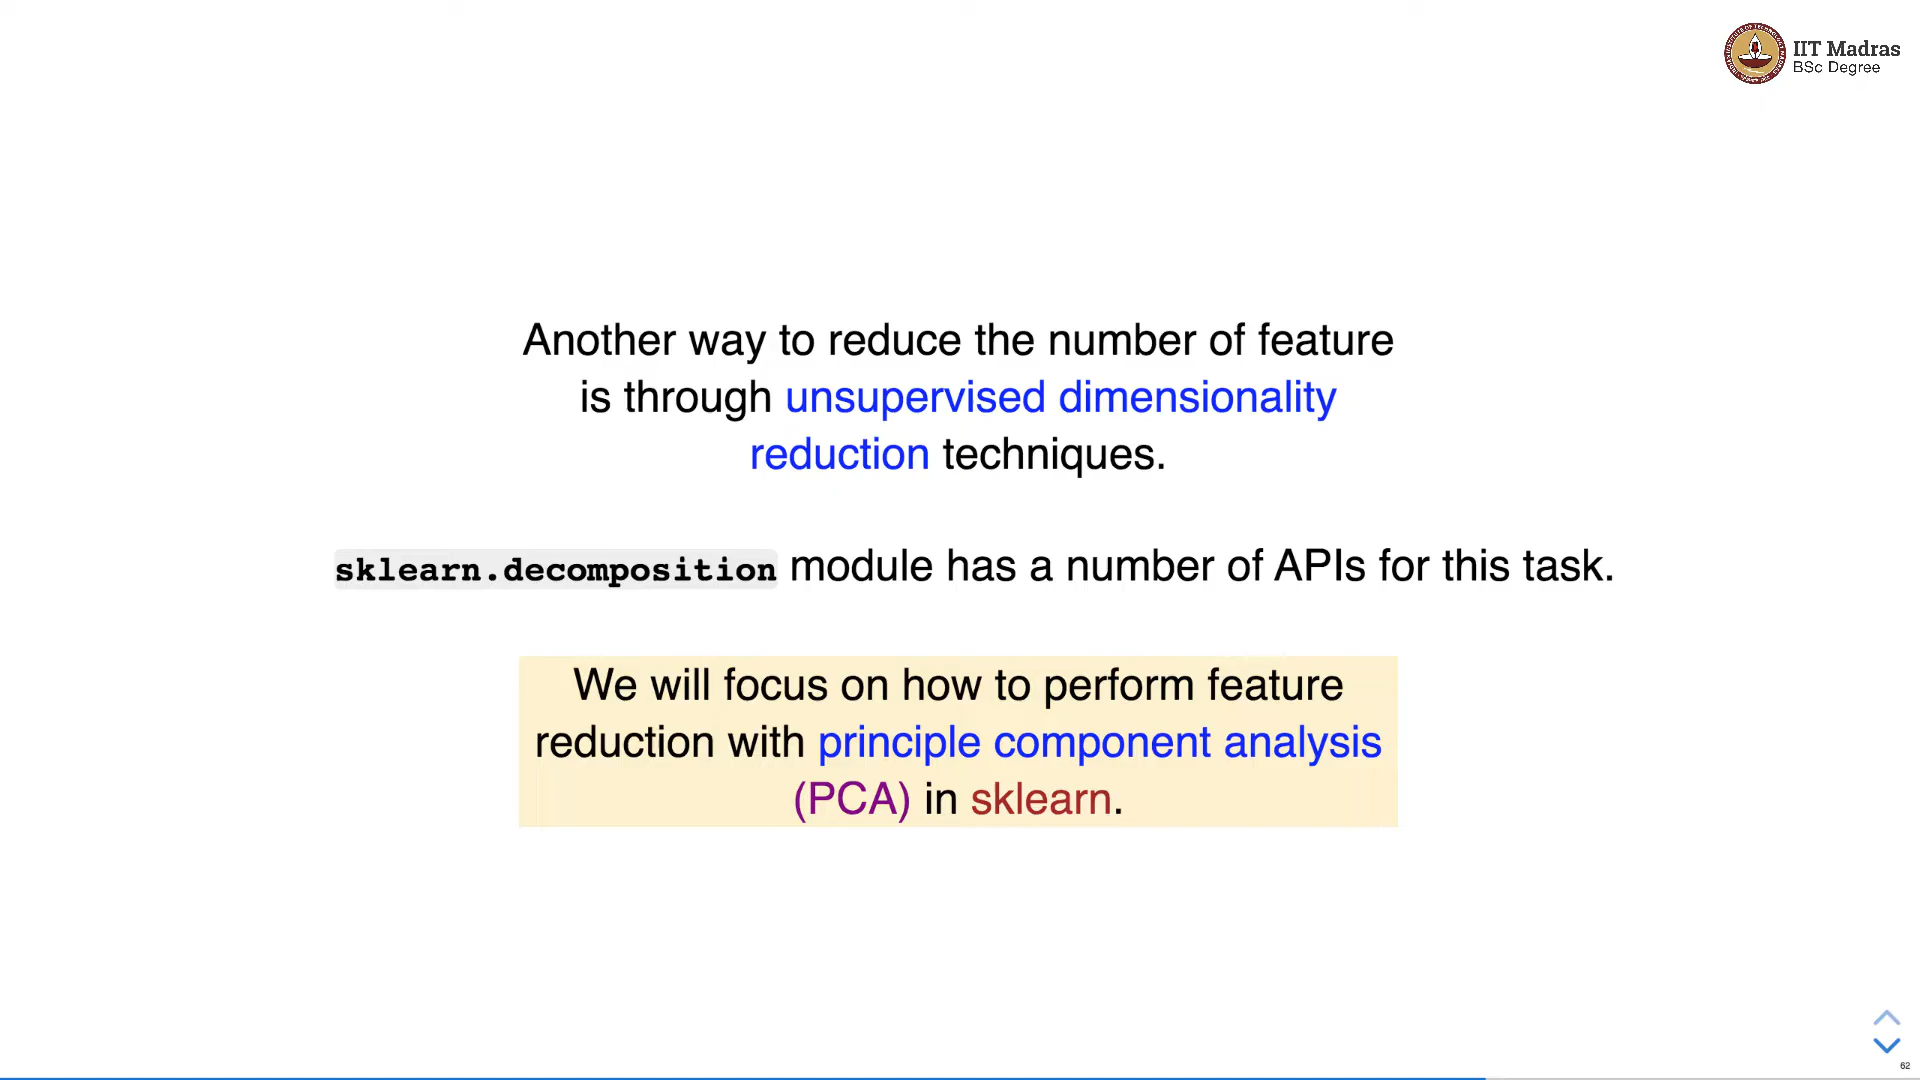 IIT Madras
BSc Degree
Another way to reduce the number of feature
is through unsupervised dimensionality
reduction techniques.
sklearn.decomposition module has a number of APIs for this task.
We will focus on how to perform feature
reduction with principle component analysis
(PCA) in sklearn.
62